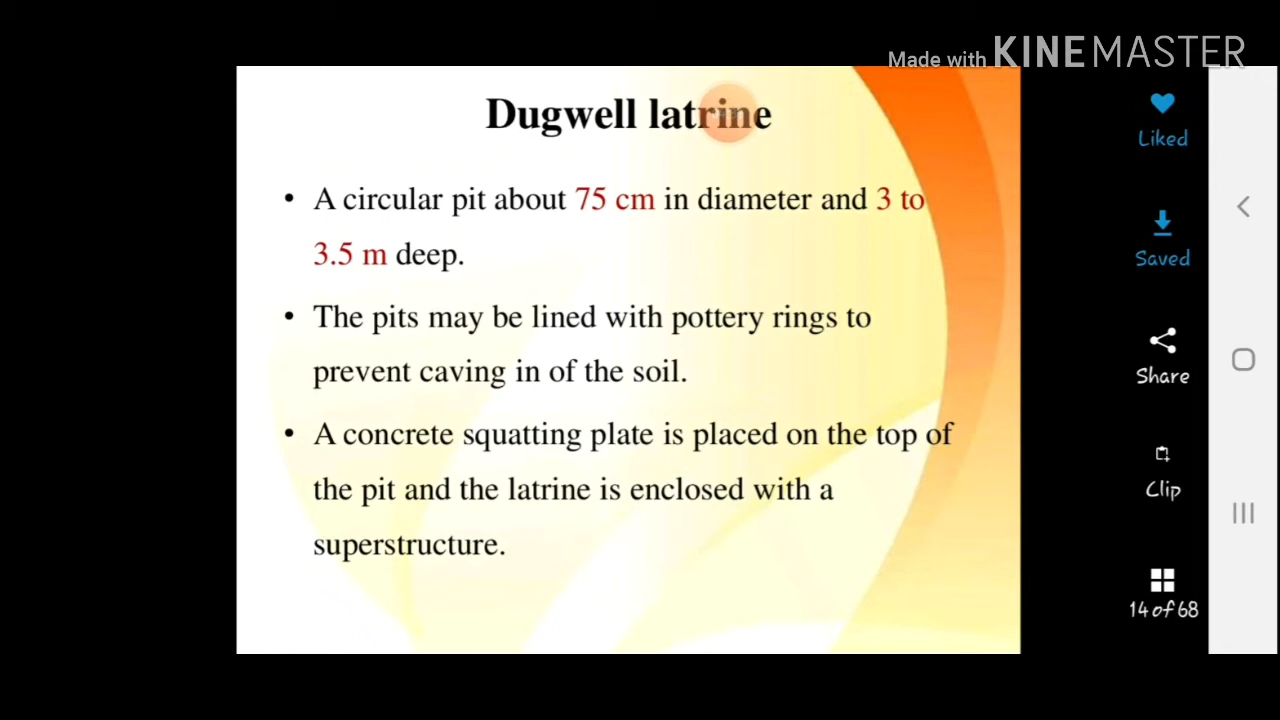 Made with KINEMASTER
Dugwell latrine
• A circular pit about 75 cm in diameter and 3 to
3.5 m deep.
• The pits may be lined with pottery rings to
prevent caving in of the soil.
• A concrete squatting plate is placed on the top of
the pit and the latrine is enclosed with a
superstructure.
Liked
Saved
Share
Clip
14 of 68